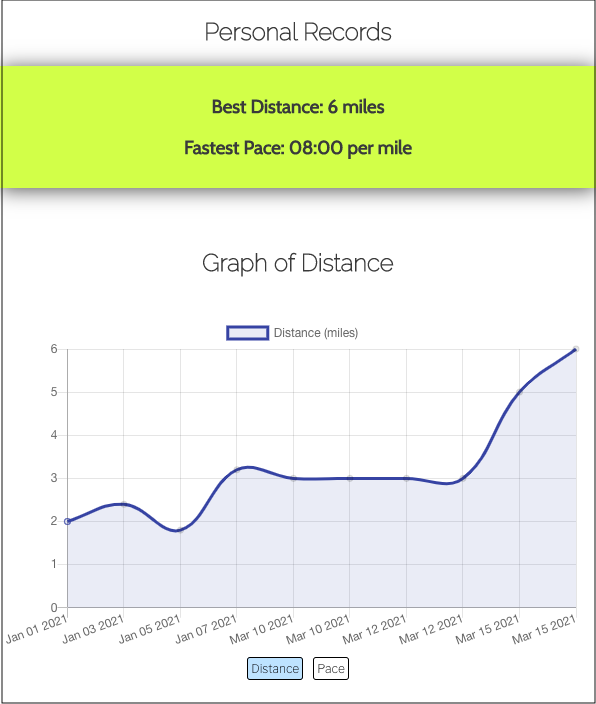 Personal Records
Best Distance: 6 miles
Fastest Pace: 08:00 per mile
Graph of Distance
Distance (miles)
6
5
4
3
2
1
0
Jan 01 2021 Jan 03 2021 Jan 05 2021 Jan 07 2021 Mar 10 2021 Mar 10 2021 Mar 12 2021 Mar 12 2021 Mar 15 2021 Mar 15 2021
Distance Pace